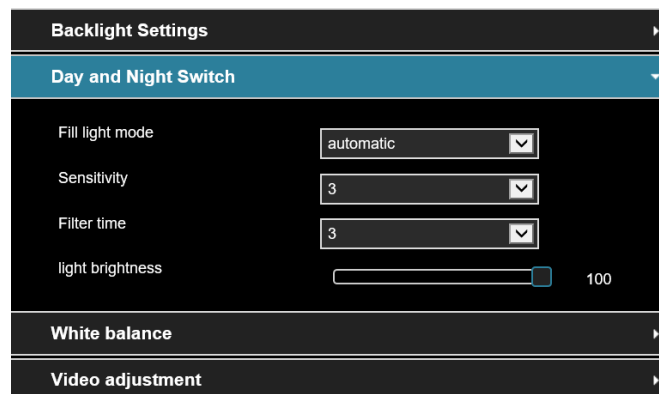 Backlight Settings
Day and Night Switch
Fill light mode automatic
Sensitivity 3
Filter time 3
light brightness 100
White balance
Video adjustment